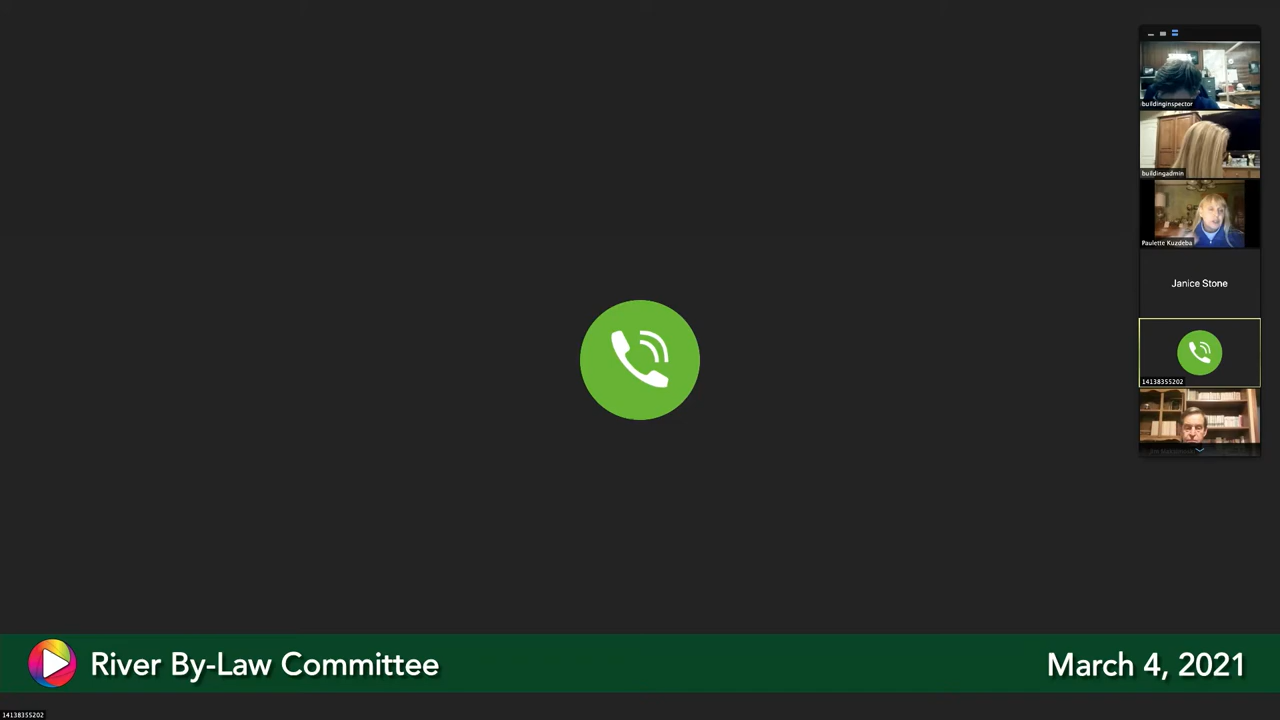 buildinginspector
buildingadmin
Paulette Kuzdeba
Janice Stone
14138355202
River By-Law Committee
March 4, 2021
14138355202